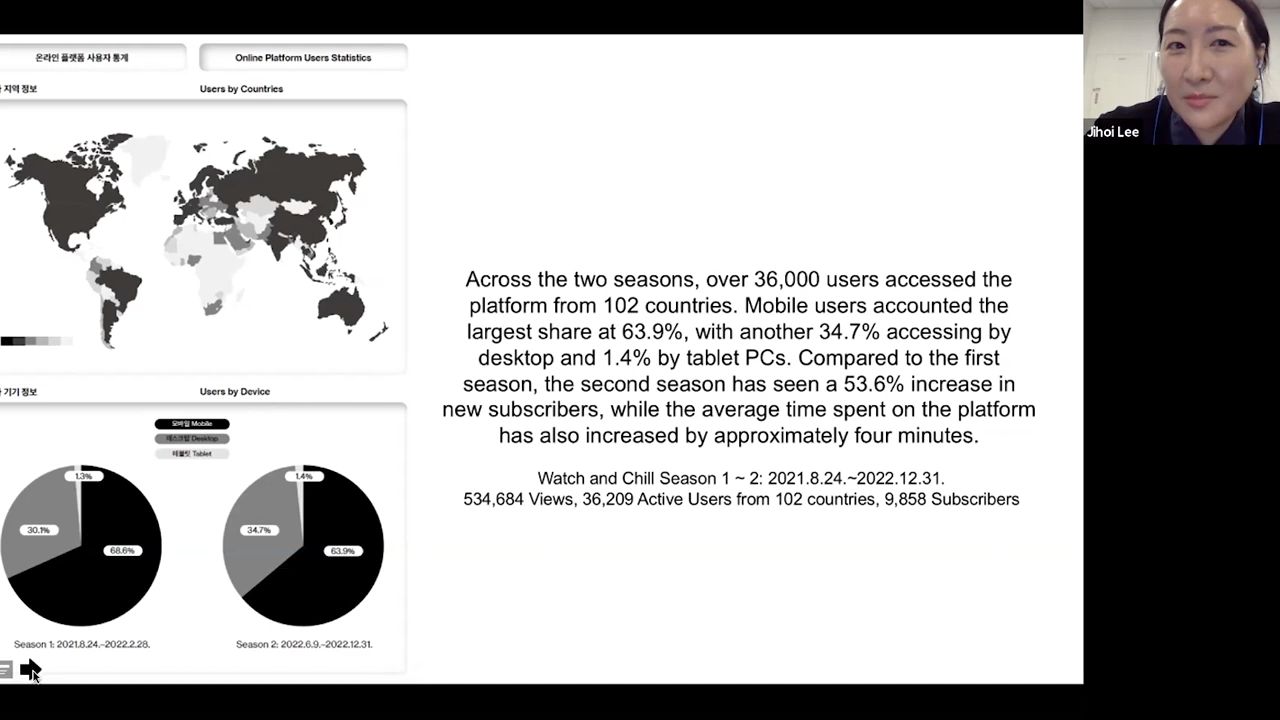 온라인 플랫폼 사용자 통계
Online Platform Users Statistics
지역 정보
Users by Countries
기기 정보
Users by Device
모바일 Mobile
데스크탑 Desktop
태블릿 Tablet
1.3%
30.1%
68.6%
1.4%
34.7%
63.9%
Season 1: 2021.8.24.–2022.2.28.
Season 2: 2022.6.9.–2022.12.31.
Across the two seasons, over 36,000 users accessed the
platform from 102 countries. Mobile users accounted the
largest share at 63.9%, with another 34.7% accessing by
desktop and 1.4% by tablet PCs. Compared to the first
season, the second season has seen a 53.6% increase in
new subscribers, while the average time spent on the platform
has also increased by approximately four minutes.
Watch and Chill Season 1 ~ 2: 2021.8.24.~2022.12.31.
534,684 Views, 36,209 Active Users from 102 countries, 9,858 Subscribers
Jihoi Lee